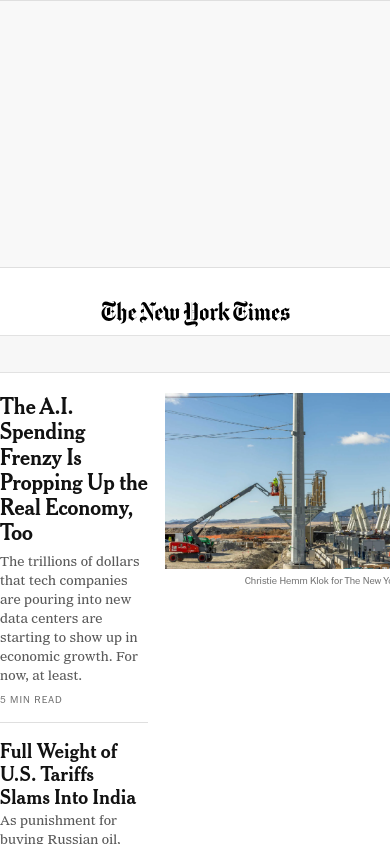 The New York Times
The A.I.
Spending
Frenzy Is
Propping Up the
Real Economy,
Too
The trillions of dollars
that tech companies
are pouring into new
data centers are
starting to show up in
economic growth. For
now, at least.
5 MIN READ
Christie Hemm Klok for The New Yo
Full Weight of
U.S. Tariffs
Slams Into India
As punishment for
buying Russian oil,